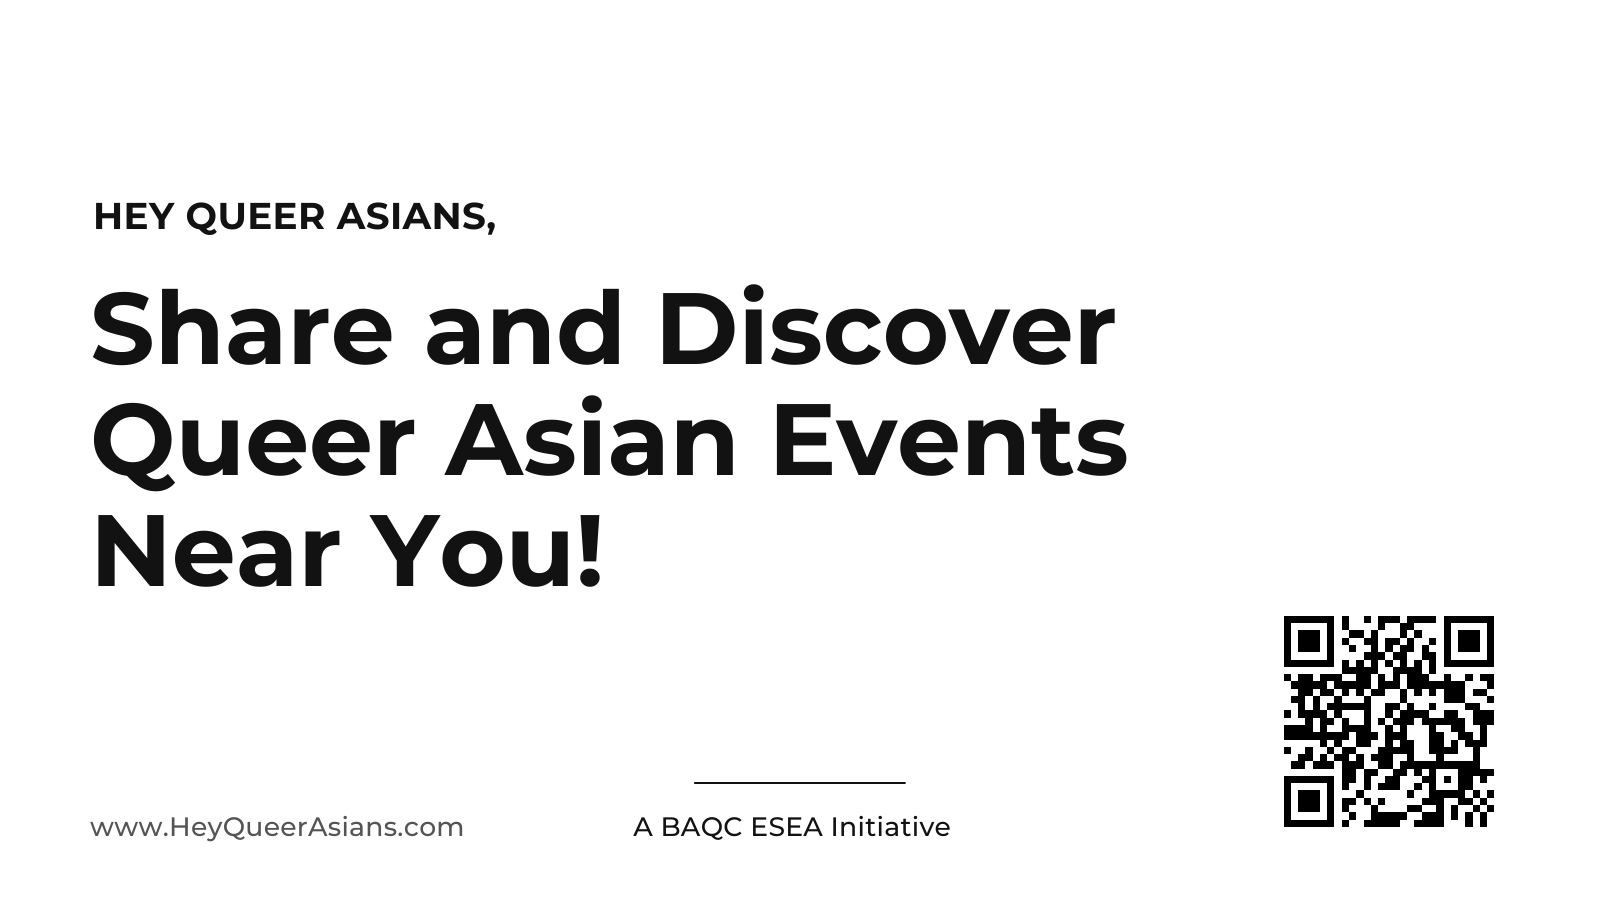 HEY QUEER ASIANS,
Share and Discover
Queer Asian Events
Near You!
www.HeyQueerAsians.com
A BAQC ESEA Initiative